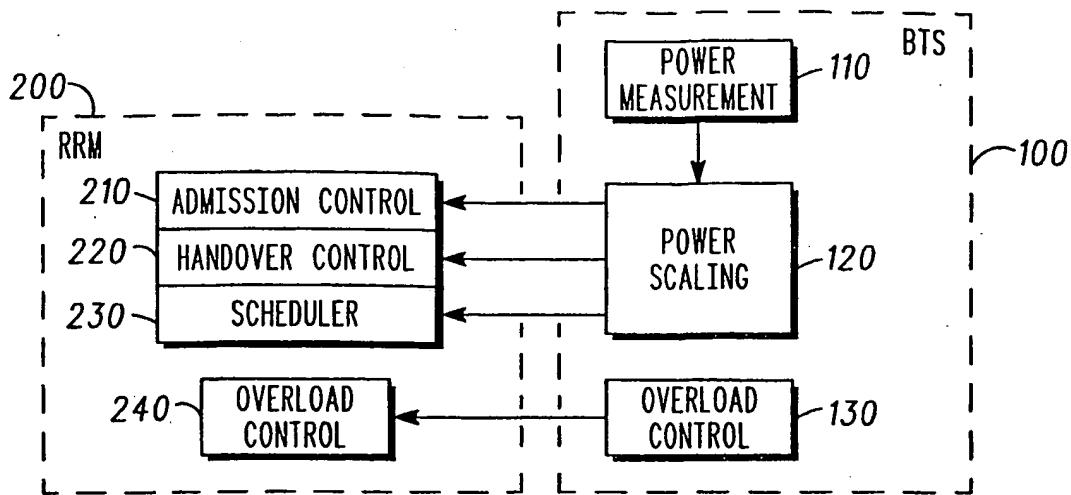 200
RRM
210
ADMISSION CONTROL
220
HANDOVER CONTROL
230
SCHEDULER
240
OVERLOAD
CONTROL
BTS
POWER
MEASUREMENT
110
100
POWER
SCALING
120
OVERLOAD
CONTROL
130